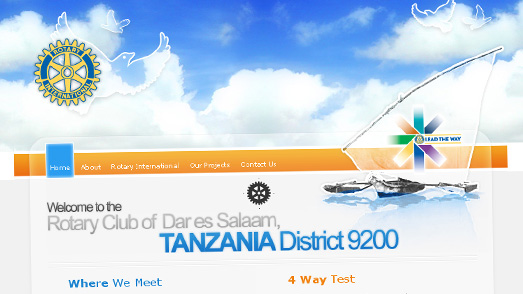 ROTARY
INTERNATIONAL
LEAD THE WAY
Home About Rotary International Our Projects Contact Us
Welcome to the
Rotary Club of Dar es Salaam,
TANZANIA District 9200
Where We Meet
4 Way Test